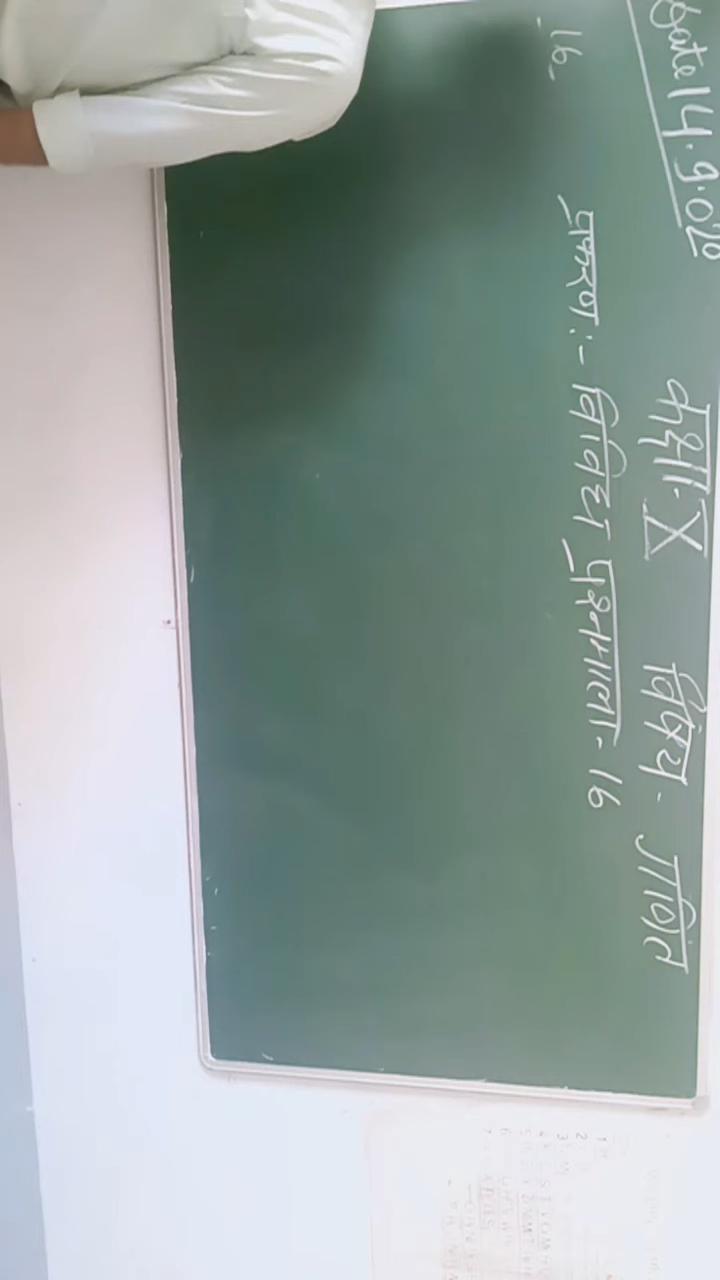 Date 14.9.020
कक्षा-X विषय- गणित
प्रकरण:- विविध प्रश्नमाला-16
-16-